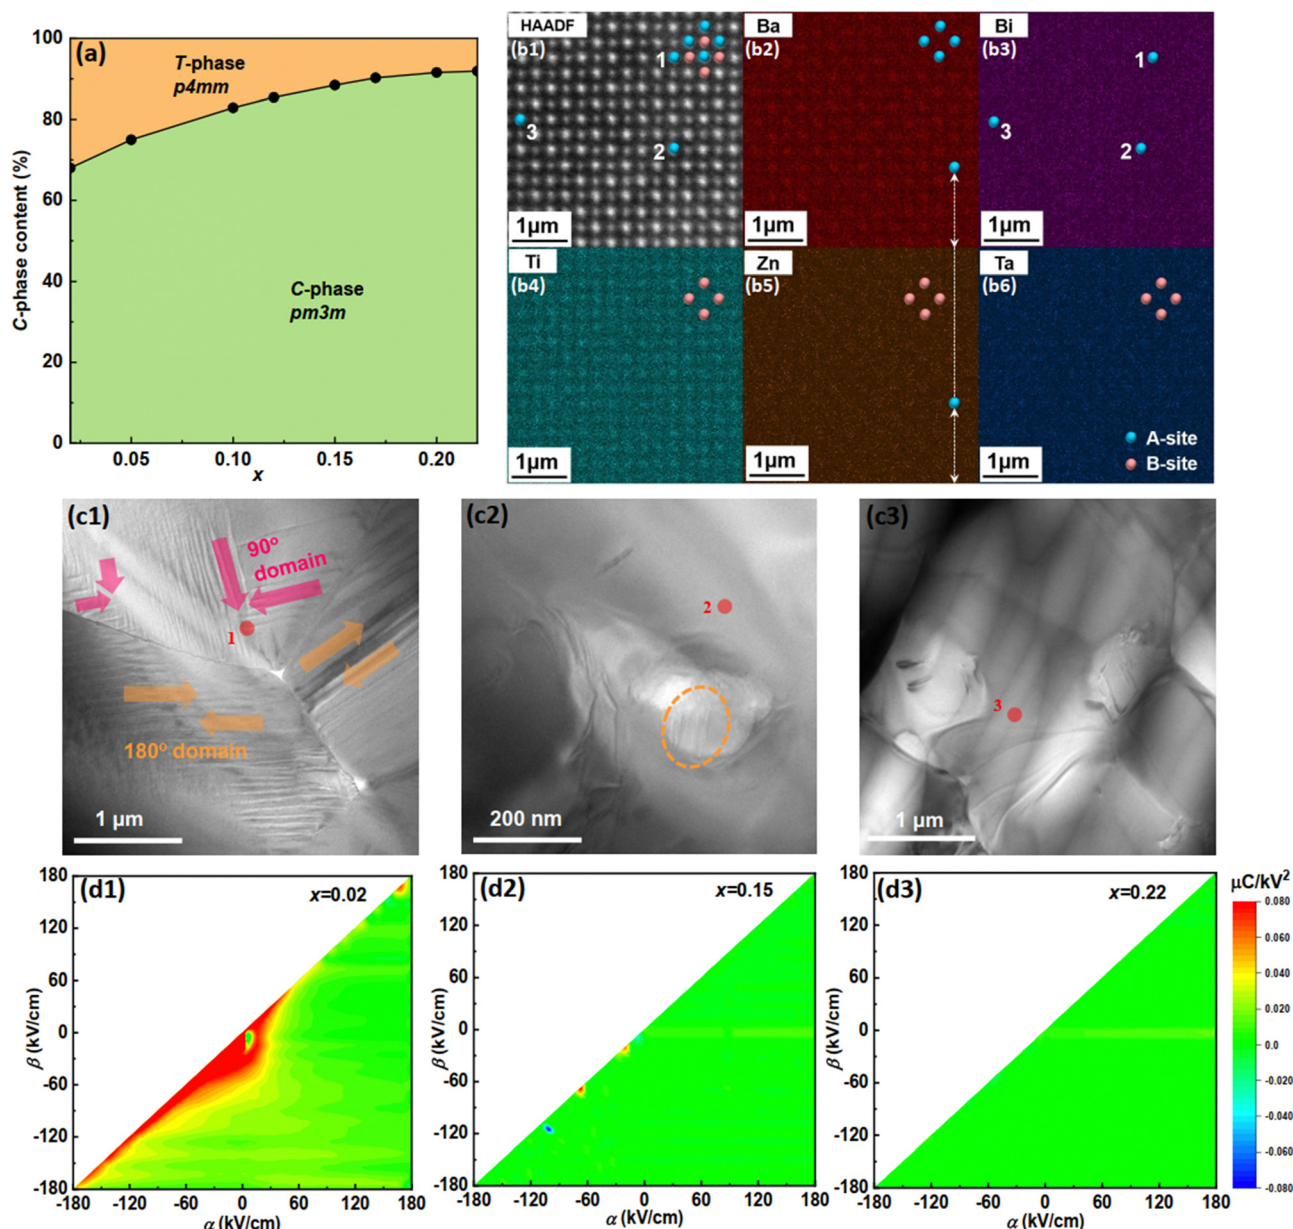 (a)
T-phase
p4mm
C-phase
pm3m
C-phase content (%)
100
80
60
40
20
0
0.05 0.10 0.15 0.20
x
HAADF
(b1)
1
2
3
1μm
Ba
(b2)
1μm
Bi
(b3)
1
2
3
1μm
Ti
(b4)
1μm
Zn
(b5)
1μm
Ta
(b6)
1μm
A-site
B-site
(c1)
90°
domain
1
180° domain
1 μm
(c2)
2
200 nm
(c3)
3
1 μm
(d1)
x=0.02
β (kV/cm)
180
120
60
0
-60
-120
-180
-180 -120 -60 0 60 120 180
α (kV/cm)
(d2)
x=0.15
β (kV/cm)
180
120
60
0
-60
-120
-180
-180 -120 -60 0 60 120 180
α (kV/cm)
(d3)
x=0.22
β (kV/cm)
180
120
60
0
-60
-120
-180
-180 -120 -60 0 60 120 180
α (kV/cm)
μC/kV²
0.080
0.060
0.040
0.020
0.000
-0.020
-0.040
-0.060
-0.080